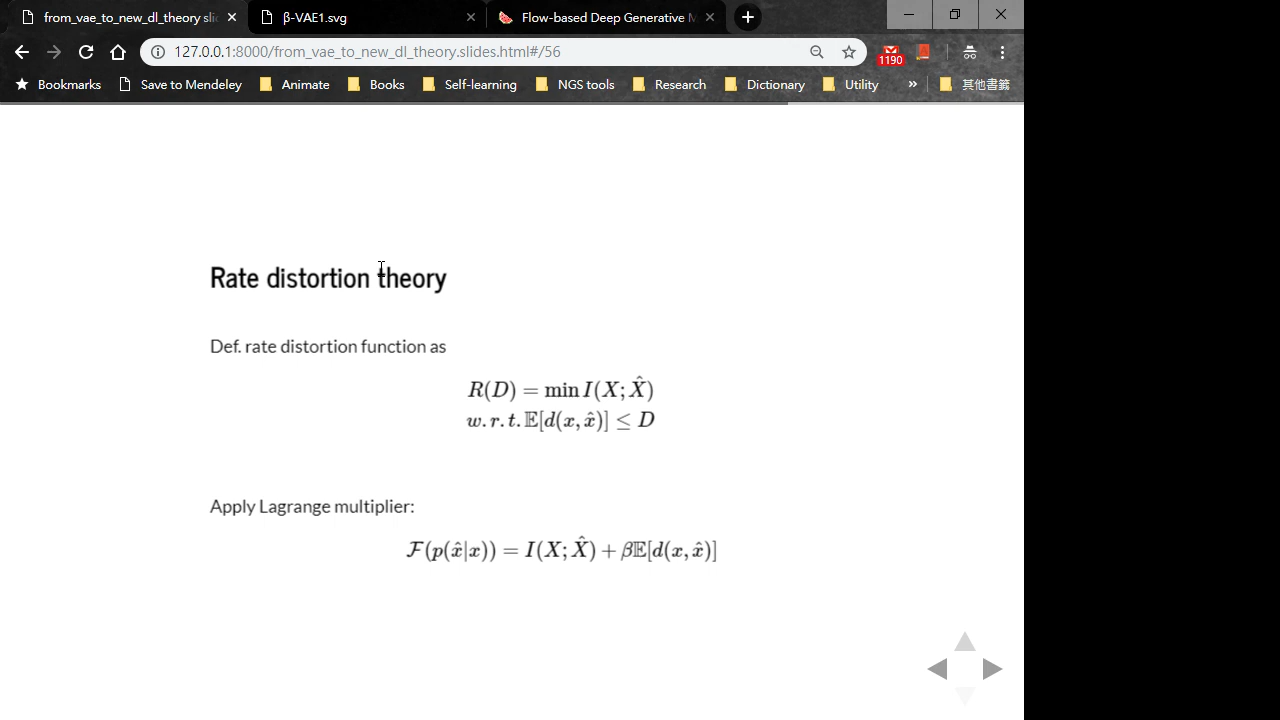 from_vae_to_new_dl_theory slic
β-VAE1.svg
Flow-based Deep Generative M
127.0.0.1:8000/from_vae_to_new_dl_theory.slides.html#/56
1190
Bookmarks
Save to Mendeley
Animate
Books
Self-learning
NGS tools
Research
Dictionary
Utility
»
其他書籤
Rate distortion theory
Def. rate distortion function as
R(D) = min I(X; X̂)
w.r.t. 𝔼[d(x, x̂)] ≤ D
Apply Lagrange multiplier:
ℱ(p(x̂|x)) = I(X; X̂) + β𝔼[d(x, x̂)]